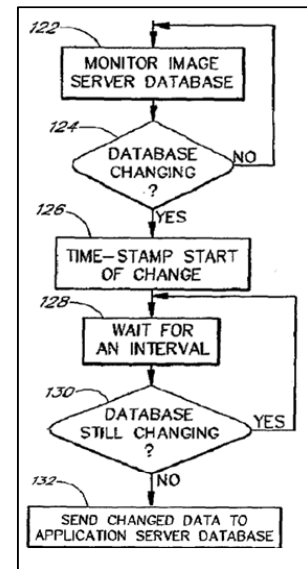 122
MONITOR IMAGE
SERVER DATABASE
124
DATABASE
CHANGING
?
NO
YES
126
TIME-STAMP START
OF CHANGE
128
WAIT FOR
AN INTERVAL
130
DATABASE
STILL CHANGING
?
YES
NO
132
SEND CHANGED DATA TO
APPLICATION SERVER DATABASE